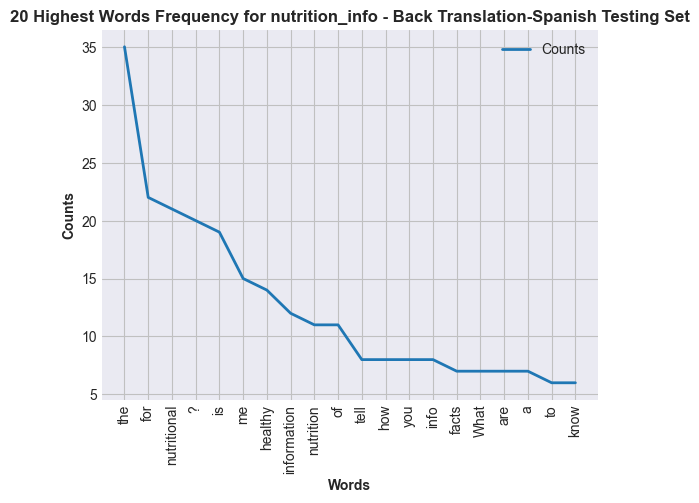 20 Highest Words Frequency for nutrition_info - Back Translation-Spanish Testing Set
Counts
35
30
25
20
15
10
5
Counts
the
for
nutritional
?
is
me
healthy
information
nutrition
of
tell
how
you
info
facts
What
are
a
to
know
Words